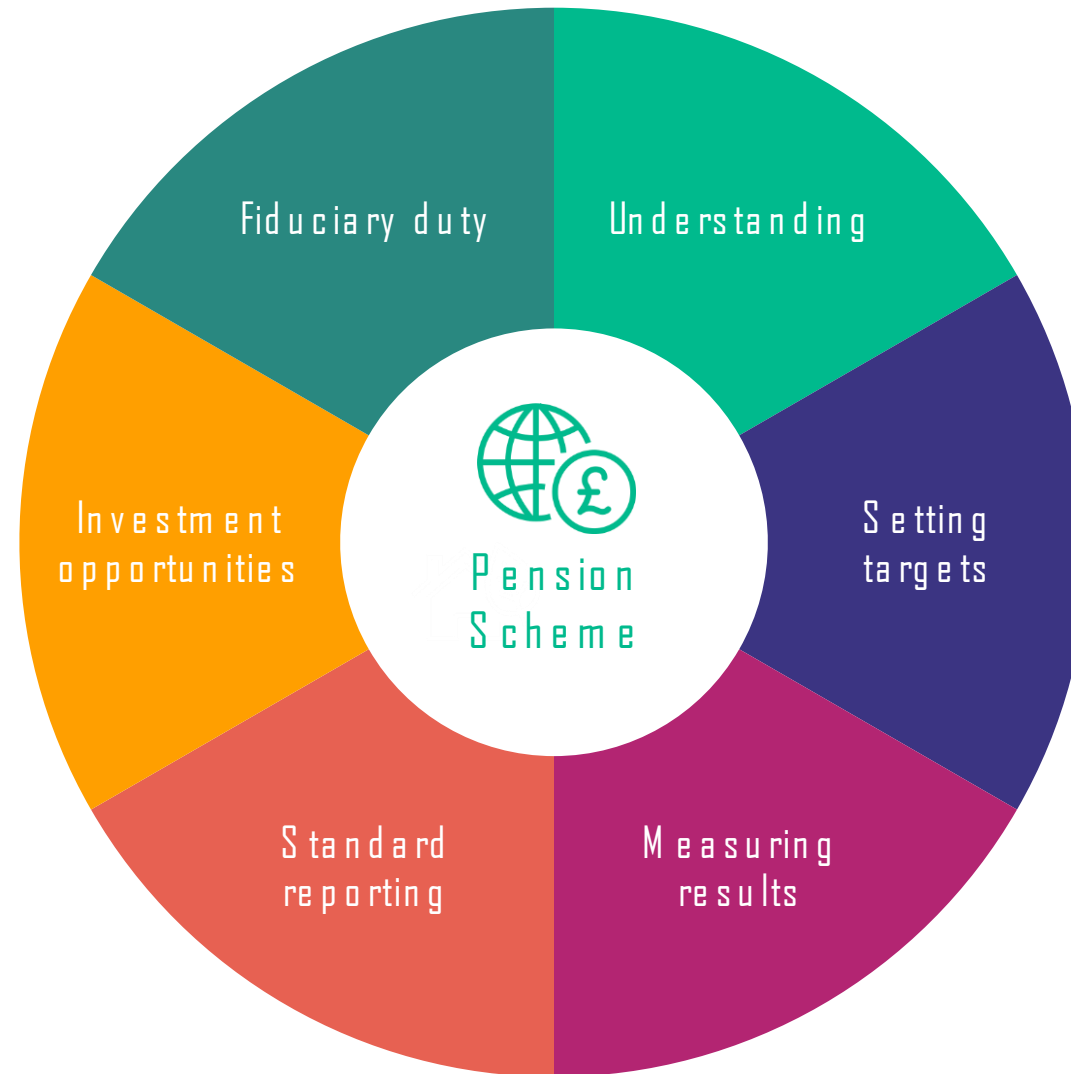 Fiduciary duty
Understanding
Investment
opportunities
£
Pension
Scheme
Setting
targets
Standard
reporting
Measuring
results